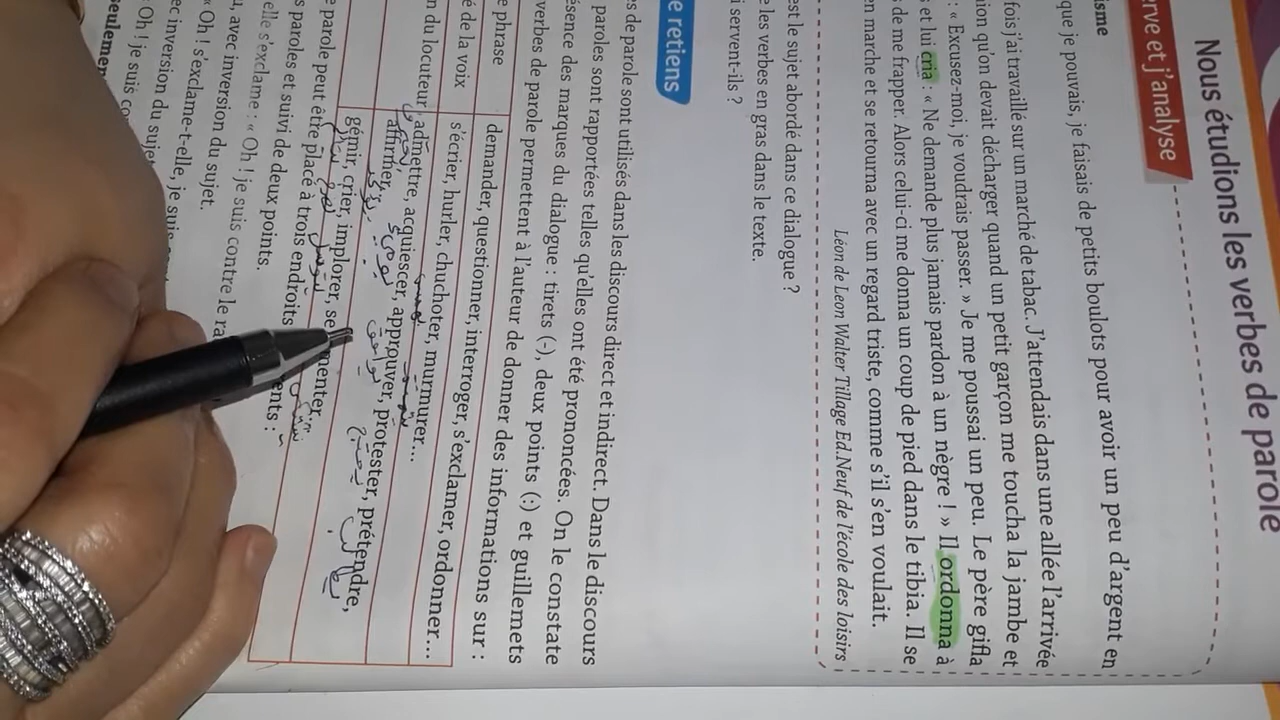 Nous étudions les verbes de parole
erve et j'analyse
isme
que je pouvais, je faisais de petits boulots pour avoir un peu d'argent en
fois j'ai travaillé sur un marché de tabac. J'attendais dans une allée l'arrivée
ion qu'on devait décharger quand un petit garçon me toucha la jambe et
: « Excusez-moi, je voudrais passer. » Je me poussai un peu. Le père gifla
et lui cria : « Ne demande plus jamais pardon à un nègre ! » Il ordonna à
de me frapper. Alors celui-ci me donna un coup de pied dans le tibia. Il se
en marche et se retourna avec un regard triste, comme s'il s'en voulait.
Léon de Leon Walter Tillage Ed.Neuf de l'école des loisirs
est le sujet abordé dans ce dialogue ?
e les verbes en gras dans le texte.
i servent-ils ?
e retiens
es de parole sont utilisés dans les discours direct et indirect. Dans le discours
paroles sont rapportées telles qu'elles ont été prononcées. On le constate
ésence des marques du dialogue : tirets (-), deux points (:) et guillemets
verbes de parole permettent à l'auteur de donner des informations sur :
e phrase
demander, questionner, interroger, s'exclamer, ordonner...
é de la voix
s'écrier, hurler, chuchoter, murmurer...
n du locuteur
admettre, acquiescer, approuver, protester, prétendre,
affirmer,
يوافق
يحتج
gémir, crier, implorer, se
menter
يتوسل
e parole peut être placé à trois endroits
ents :
s paroles et suivi de deux points.
elle s'exclame : « Oh ! je suis contre le ra
u, avec inversion du sujet.
« Oh ! s'exclame-t-elle, je suis
ec inversion du sujet
« Oh ! je suis co